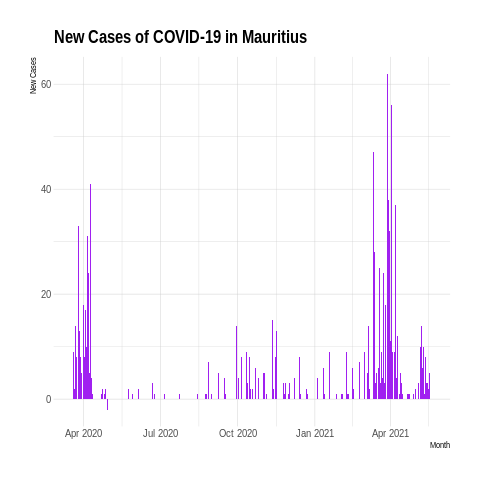 New Cases of COVID-19 in Mauritius
New Cases
60
40
20
0
Apr 2020
Jul 2020
Oct 2020
Jan 2021
Apr 2021
Month